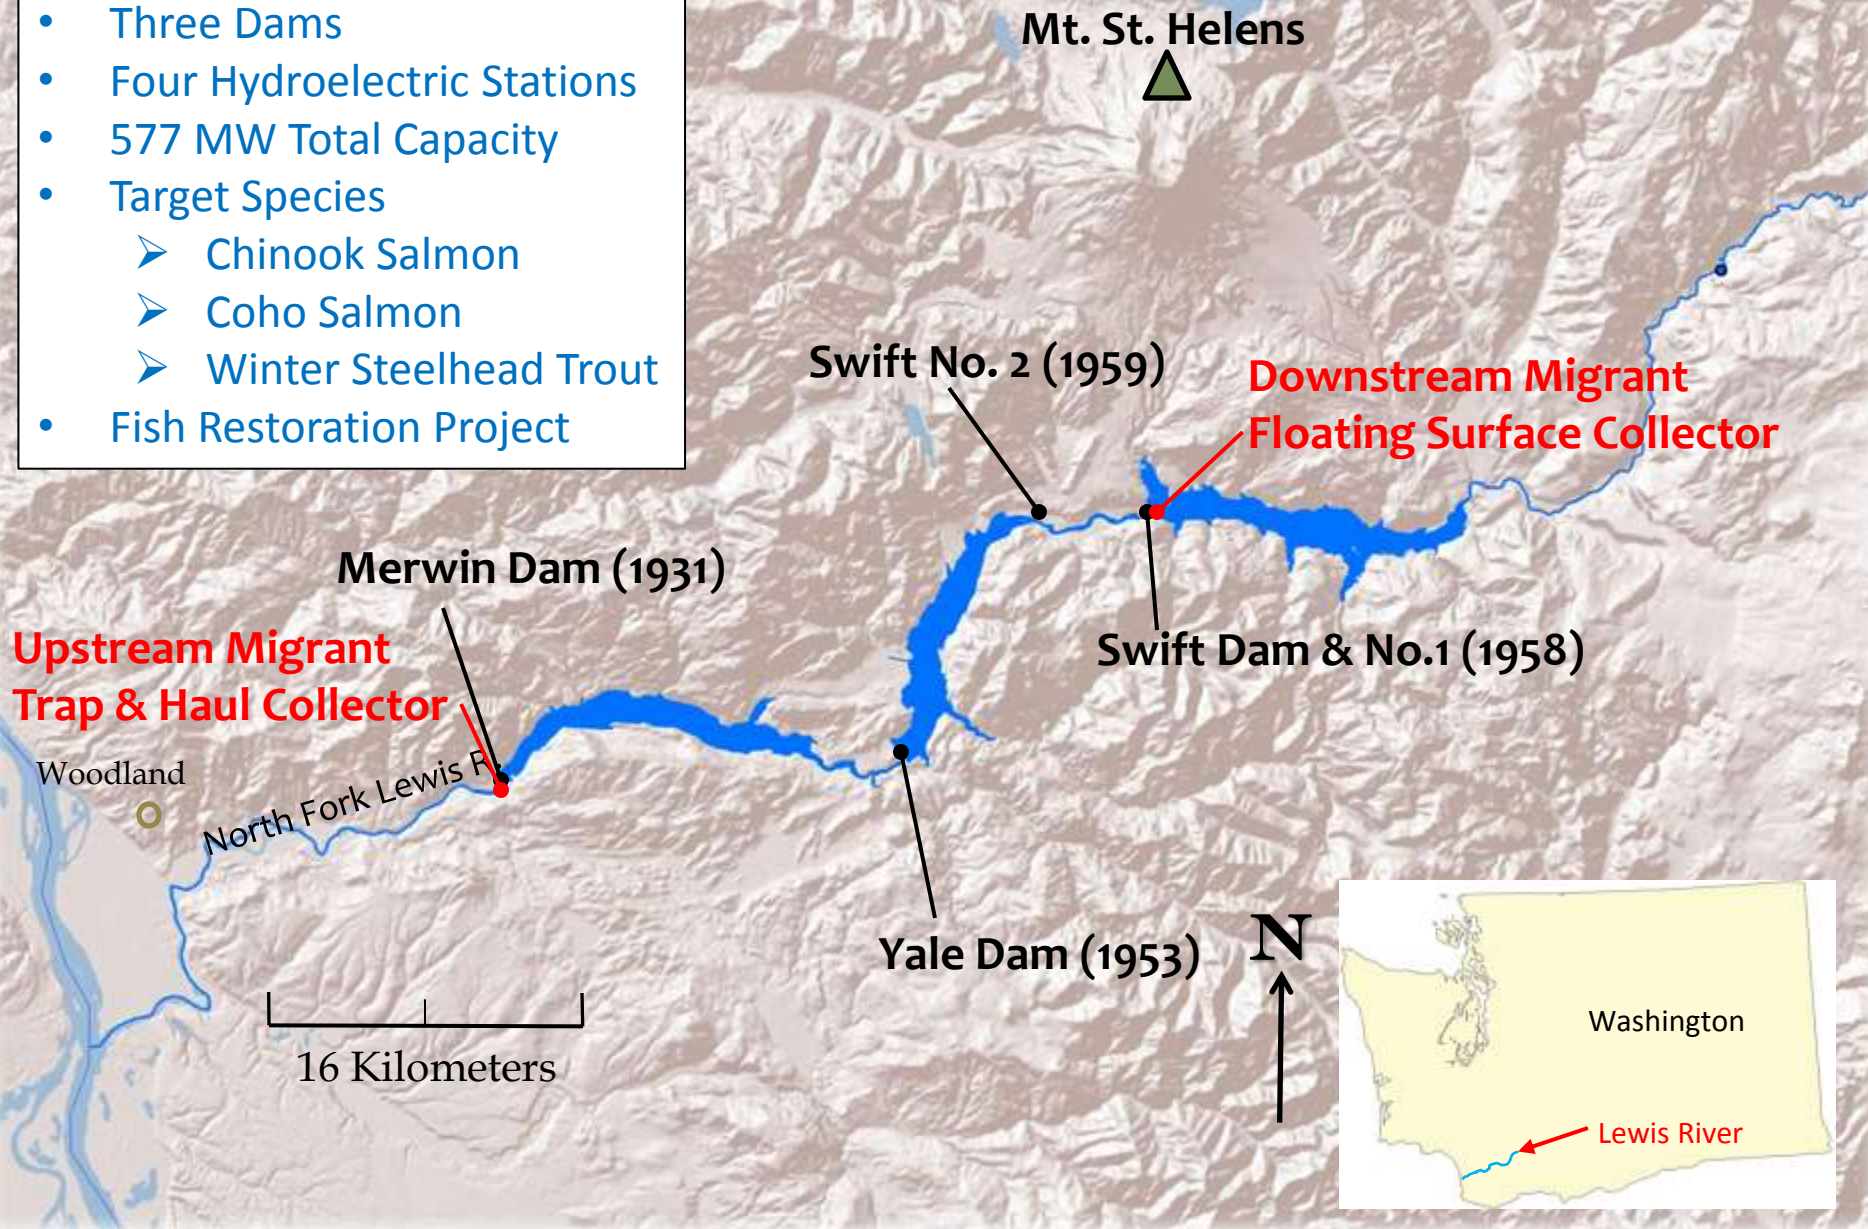 • Three Dams
• Four Hydroelectric Stations
• 577 MW Total Capacity
• Target Species
➢ Chinook Salmon
➢ Coho Salmon
➢ Winter Steelhead Trout
• Fish Restoration Project
Mt. St. Helens
Swift No. 2 (1959)
Downstream Migrant
Floating Surface Collector
Merwin Dam (1931)
Swift Dam & No.1 (1958)
Upstream Migrant
Trap & Haul Collector
Woodland
North Fork Lewis R.
Yale Dam (1953)
N
16 Kilometers
Washington
Lewis River